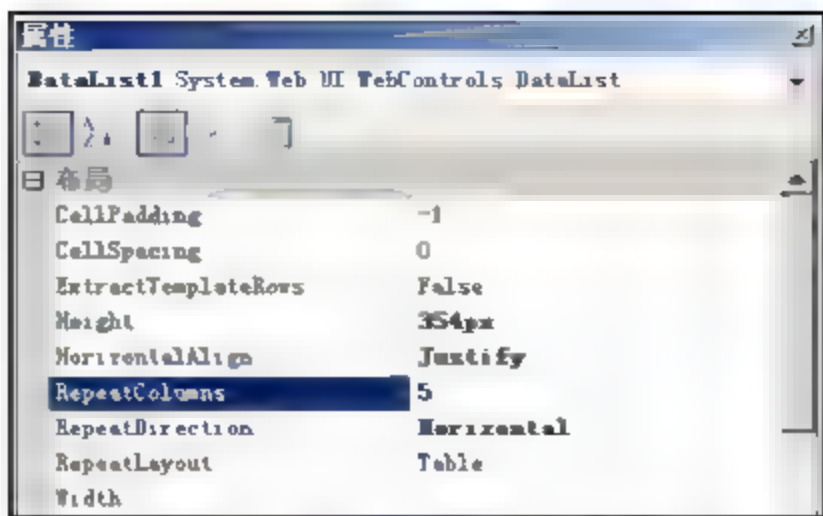 属性
DataList1 System.Web.UI.WebControls.DataList
布局
CellPadding -1
CellSpacing 0
ExtractTemplateRows False
Height 354px
HorizontalAlign Justify
RepeatColumns 5
RepeatDirection Horizontal
RepeatLayout Table
Width